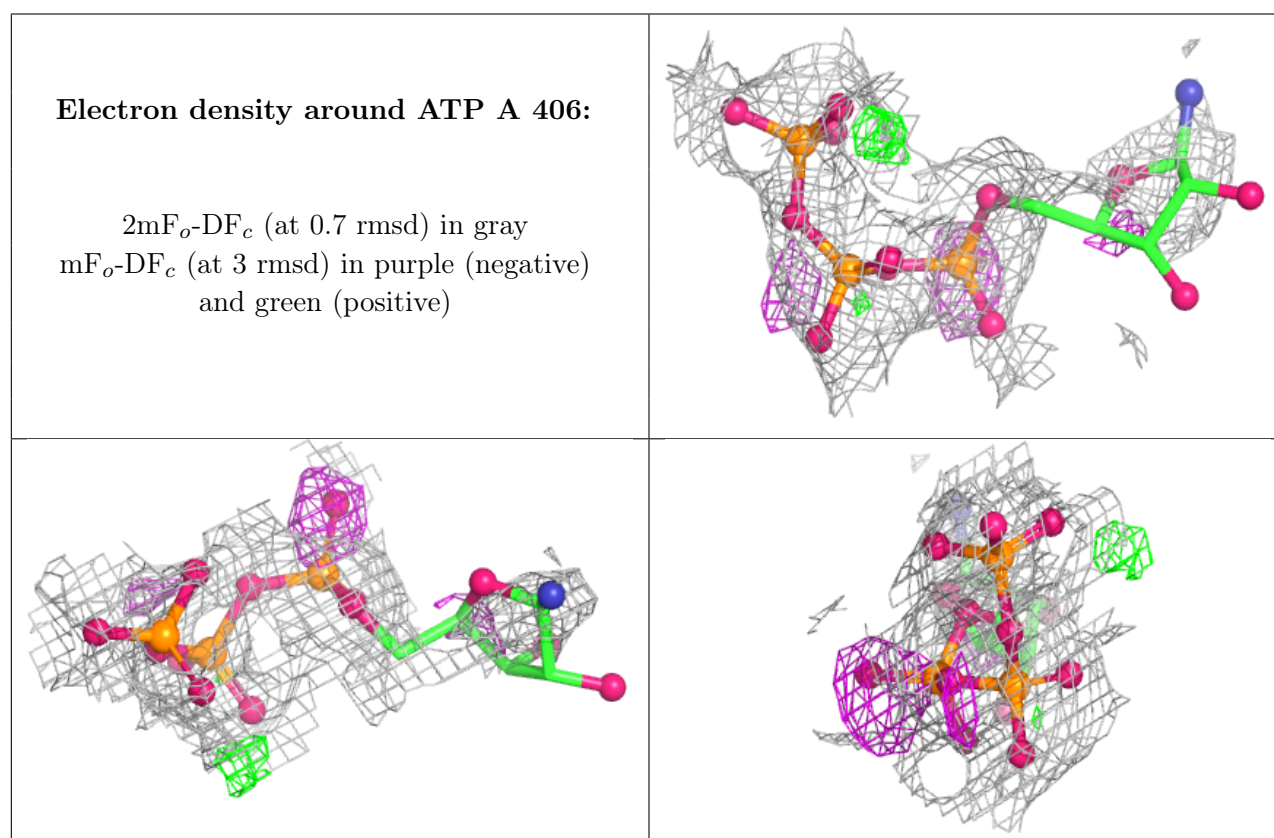 Electron density around ATP A 406:
2mFo-DFc (at 0.7 rmsd) in gray
mFo-DFc (at 3 rmsd) in purple (negative)
and green (positive)